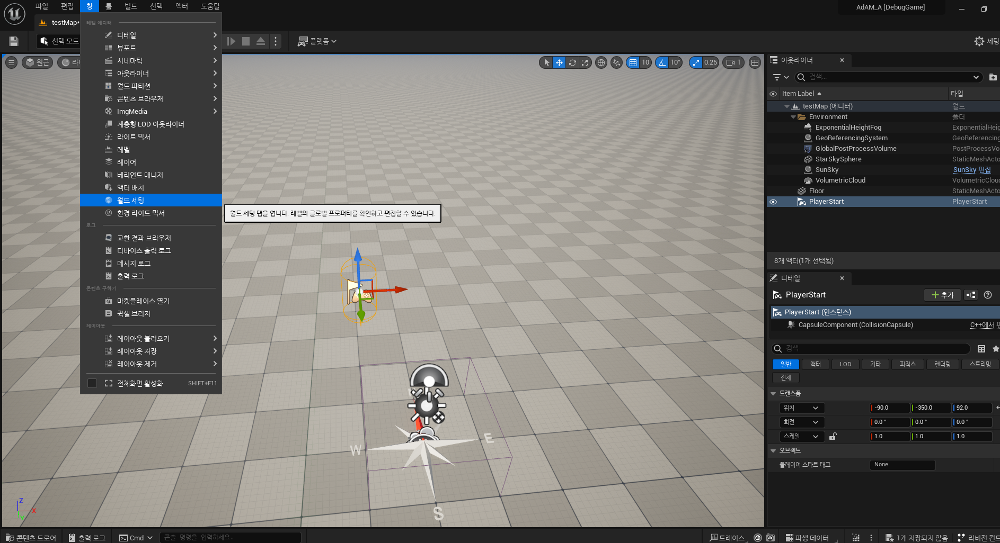 파일 편집 창 툴 빌드 선택 액터 도움말
AdAM_A [DebugGame]
testMap*
선택 모드
플랫폼
세팅
레벨 에디터
디테일
뷰포트
시네마틱
아웃라이너
월드 파티션
콘텐츠 브라우저
ImgMedia
계층형 LOD 아웃라이너
라이트 믹서
레벨
레이어
베리언트 매니저
액터 배치
월드 세팅
환경 라이트 믹서
로그
교환 결과 브라우저
디바이스 출력 로그
메시지 로그
출력 로그
콘텐츠 구하기
마켓플레이스 열기
퀵셀 브리지
레이아웃
레이아웃 불러오기
레이아웃 저장
레이아웃 제거
전체화면 활성화 SHIFT+F11
월드 세팅 탭을 엽니다. 레벨의 글로벌 프로퍼티를 확인하고 편집할 수 있습니다.
원근
10 10° 0.25 1
W E S
Z X
아웃라이너
검색...
Item Label 타입
testMap (에디터) 월드
Environment 폴더
ExponentialHeightFog ExponentialHeig
GeoReferencingSystem GeoReferencing
GlobalPostProcessVolume PostProcessVo
StarSkySphere StaticMeshActo
SunSky SunSky 편집
VolumetricCloud VolumetricCloud
Floor StaticMeshActo
PlayerStart PlayerStart
8개 액터(1개 선택됨)
디테일
PlayerStart 추가
PlayerStart (인스턴스)
CapsuleComponent (CollisionCapsule) C++에서 편
검색
일반 액터 LOD 기타 피직스 렌더링 스트리밍
전체
트랜스폼
위치 -90.0 -350.0 92.0
회전 0.0 ° 0.0 ° 0.0 °
스케일 1.0 1.0 1.0
오브젝트
플레이어 스타트 태그 None
콘텐츠 드로어 출력 로그 Cmd 콘솔 명령을 입력하세요. 트레이스 파생 데이터 1개 저장되지 않음 리비전 컨트